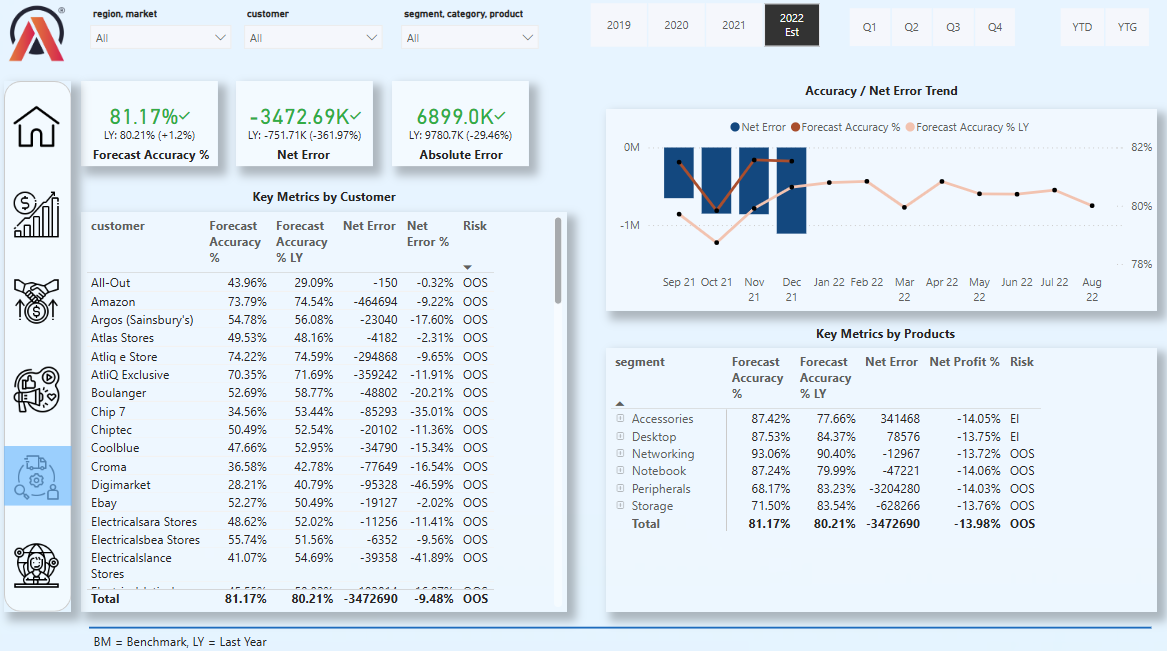 region, market
customer
segment, category, product
All
All
All
2019
2020
2021
2022
Est
Q1
Q2
Q3
Q4
YTD
YTG
81.17%
LY: 80.21% (+1.2%)
Forecast Accuracy %
-3472.69K
LY: -751.71K (-361.97%)
Net Error
6899.0K
LY: 9780.7K (-29.46%)
Absolute Error
Accuracy / Net Error Trend
Net Error Forecast Accuracy % Forecast Accuracy % LY
0M
-1M
82%
80%
78%
Sep 21 Oct 21 Nov 21 Dec 21 Jan 22 Feb 22 Mar 22 Apr 22 May 22 Jun 22 Jul 22 Aug 22
Key Metrics by Customer
customer Forecast Accuracy % Forecast Accuracy % LY Net Error Net Error % Risk
All-Out 43.96% 29.09% -150 -0.32% OOS
Amazon 73.79% 74.54% -464694 -9.22% OOS
Argos (Sainsbury's) 54.78% 56.08% -23040 -17.60% OOS
Atlas Stores 49.53% 48.16% -4182 -2.31% OOS
Atliq e Store 74.22% 74.59% -294868 -9.65% OOS
AtliQ Exclusive 70.35% 71.69% -359242 -11.91% OOS
Boulanger 52.69% 58.77% -48802 -20.21% OOS
Chip 7 34.56% 53.44% -85293 -35.01% OOS
Chiptec 50.49% 52.54% -20102 -11.36% OOS
Coolblue 47.66% 52.95% -34790 -15.34% OOS
Croma 36.58% 42.78% -77649 -16.54% OOS
Digimarket 28.21% 40.79% -95328 -46.59% OOS
Ebay 52.27% 50.49% -19127 -2.02% OOS
Electricalsara Stores 48.62% 52.02% -11256 -11.41% OOS
Electricalsbea Stores 55.74% 51.56% -6352 -9.56% OOS
Electricalslance Stores 41.07% 54.69% -39358 -41.89% OOS
Total 81.17% 80.21% -3472690 -9.48% OOS
Key Metrics by Products
segment Forecast Accuracy % Forecast Accuracy % LY Net Error Net Profit % Risk
Accessories 87.42% 77.66% 341468 -14.05% EI
Desktop 87.53% 84.37% 78576 -13.75% EI
Networking 93.06% 90.40% -12967 -13.72% OOS
Notebook 87.24% 79.99% -47221 -14.06% OOS
Peripherals 68.17% 83.23% -3204280 -14.03% OOS
Storage 71.50% 83.54% -628266 -13.76% OOS
Total 81.17% 80.21% -3472690 -13.98% OOS
BM = Benchmark, LY = Last Year